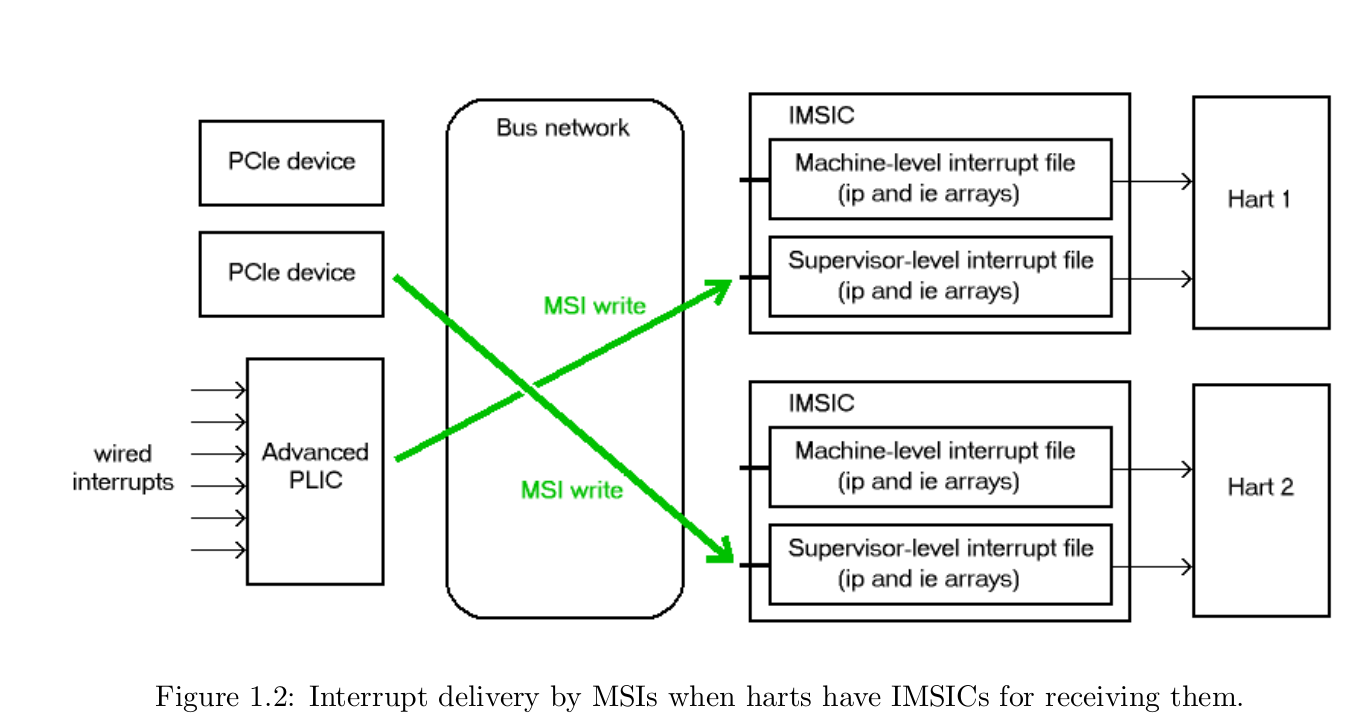 PCIe device
PCIe device
wired
interrupts
Advanced
PLIC
Bus network
MSI write
MSI write
IMSIC
Machine-level interrupt file
(ip and ie arrays)
Supervisor-level interrupt file
(ip and ie arrays)
Hart 1
IMSIC
Machine-level interrupt file
(ip and ie arrays)
Supervisor-level interrupt file
(ip and ie arrays)
Hart 2
Figure 1.2: Interrupt delivery by MSIs when harts have IMSICs for receiving them.